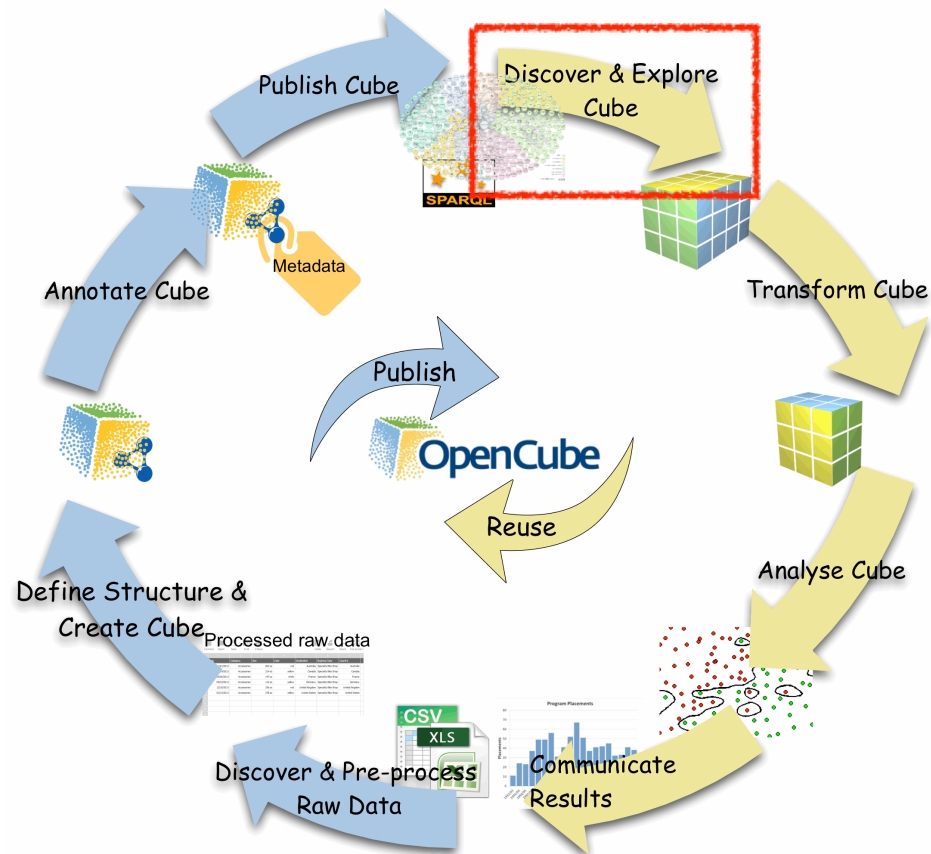 Publish Cube
Discover & Explore
Cube
SPARQL
Metadata
Annotate Cube
Transform Cube
Publish
OpenCube
Reuse
Define Structure &
Create Cube
Analyse Cube
Processed raw data
CSV
XLS
Program Placements
Placements
Discover & Pre-process
Raw Data
Communicate
Results